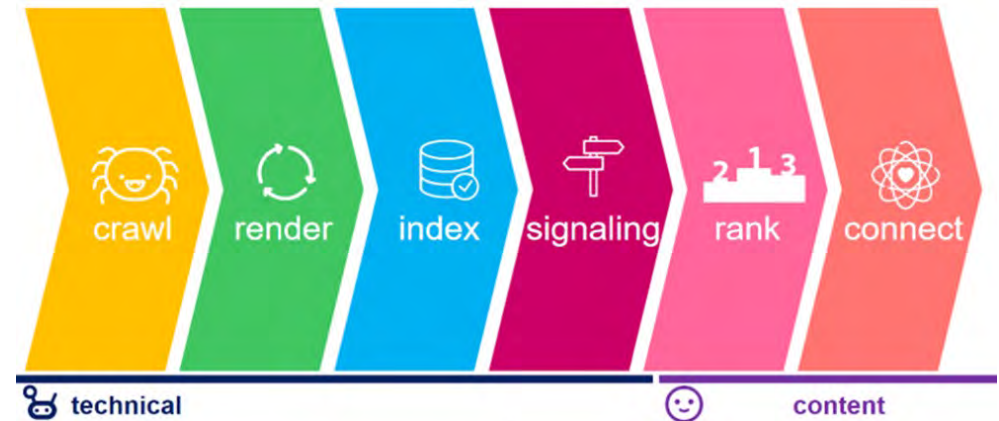 2 1 3
crawl render index signaling rank connect
technical content